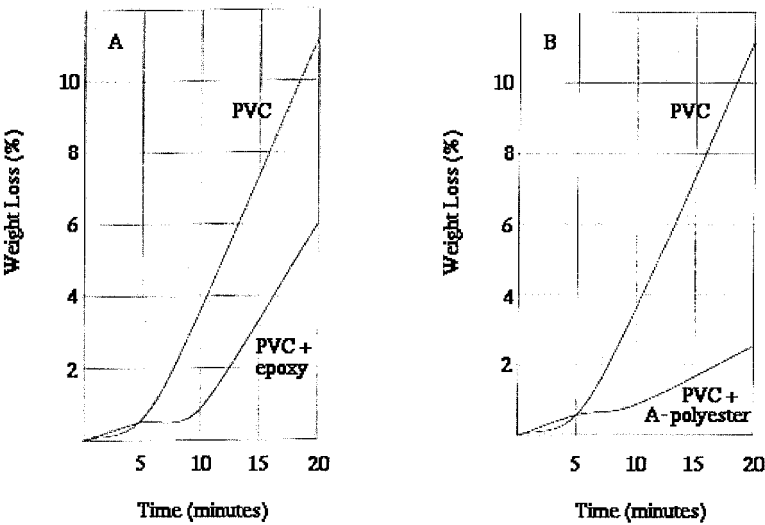 A
10
8
6
4
2
5 10 15 20
PVC
PVC +
epoxy
Weight Loss (%)
Time (minutes)
B
10
8
6
4
2
5 10 15 20
PVC
PVC +
A-polyester
Weight Loss (%)
Time (minutes)